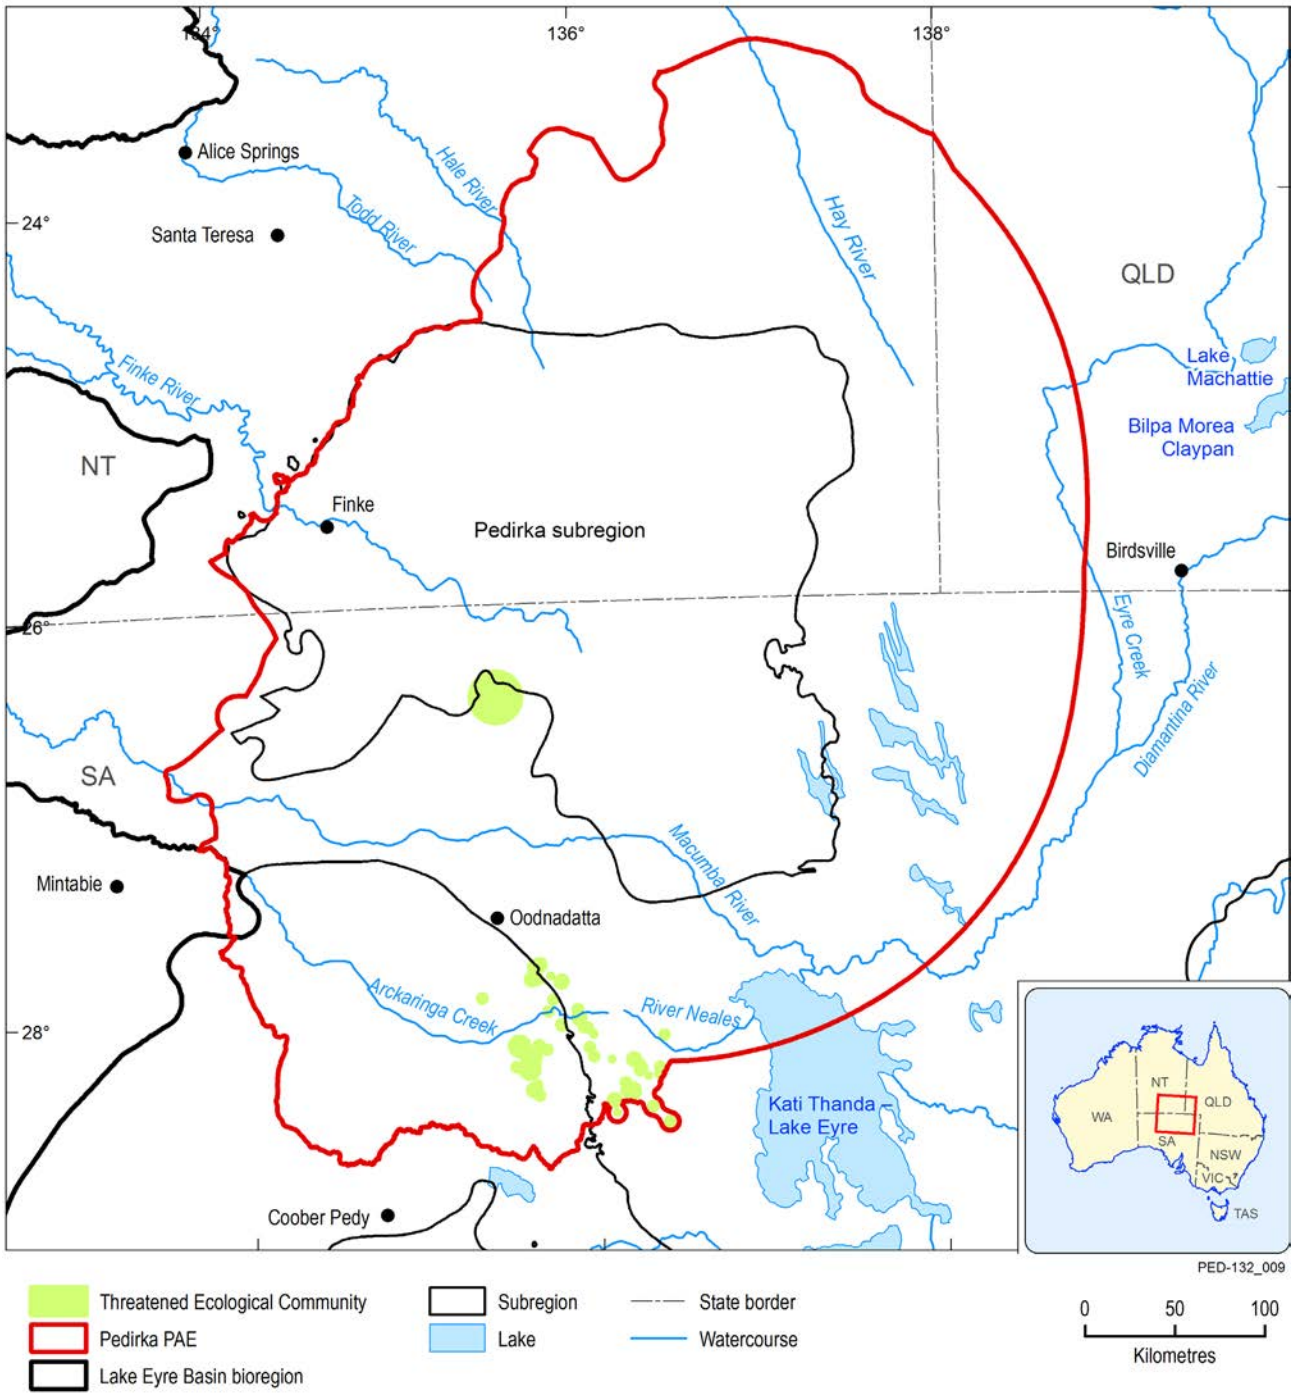 134°
136°
138°
Alice Springs
Hale River
Todd River
Santa Teresa
24°
Hay River
QLD
Finke River
Lake
Machattie
Bilpa Morea
Claypan
NT
Finke
Pedirka subregion
Birdsville
26°
Eyre Creek
Diamantina River
SA
Macumba River
Mintabie
Oodnadatta
Arckaringa Creek
River Neales
28°
Kati Thanda –
Lake Eyre
Coober Pedy
NT
QLD
WA
SA
NSW
VIC
TAS
PED-132_009
Threatened Ecological Community
Pedirka PAE
Lake Eyre Basin bioregion
Subregion
Lake
State border
Watercourse
0 50 100
Kilometres